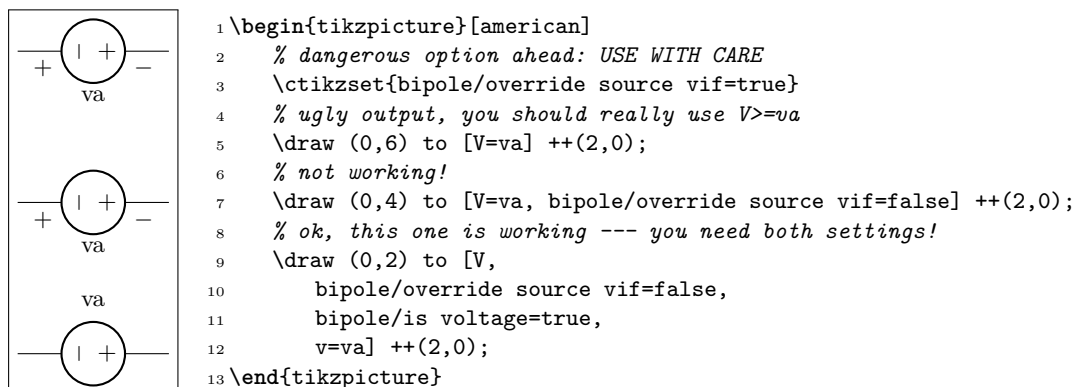 + −
va
+ −
va
va
1 \begin{tikzpicture}[american]
2 % dangerous option ahead: USE WITH CARE
3 \ctikzset{bipole/override source vif=true}
4 % ugly output, you should really use V>=va
5 \draw (0,6) to [V=va] ++(2,0);
6 % not working!
7 \draw (0,4) to [V=va, bipole/override source vif=false] ++(2,0);
8 % ok, this one is working --- you need both settings!
9 \draw (0,2) to [V,
10 bipole/override source vif=false,
11 bipole/is voltage=true,
12 v=va] ++(2,0);
13 \end{tikzpicture}